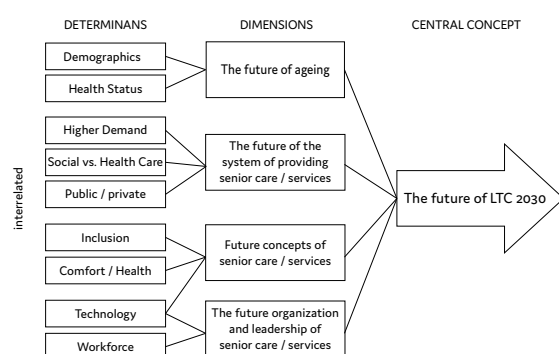 DETERMINANS
DIMENSIONS
CENTRAL CONCEPT
Demographics
Health Status
The future of ageing
interrelated
Higher Demand
Social vs. Health Care
Public / private
The future of the
system of providing
senior care / services
The future of LTC 2030
Inclusion
Comfort / Health
Future concepts of
senior care / services
Technology
Workforce
The future organization
and leadership of
senior care / services